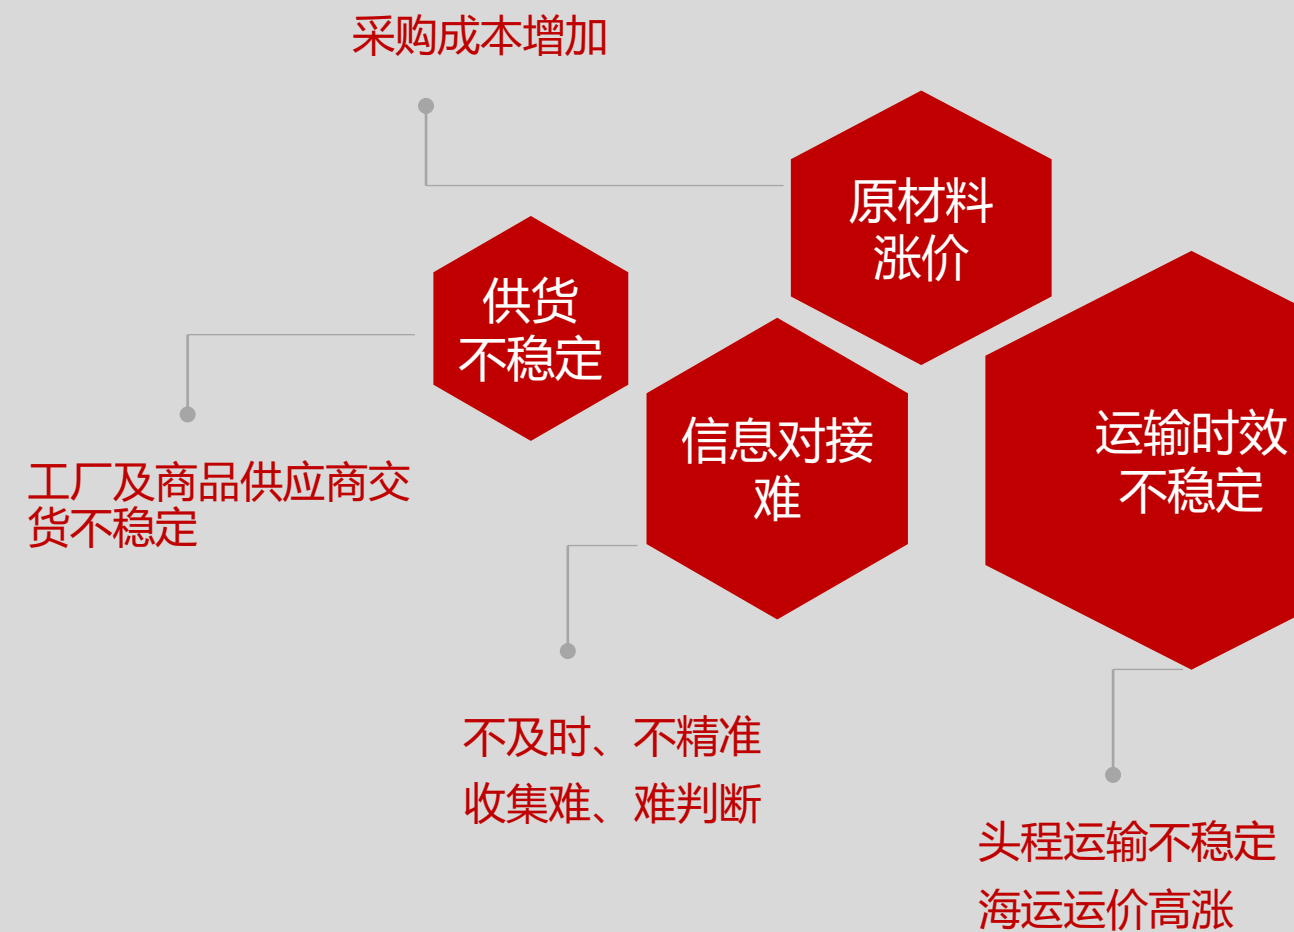 采购成本增加
原材料
涨价
供货
不稳定
工厂及商品供应商交
货不稳定
信息对接
难
不及时、不精准
收集难、难判断
运输时效
不稳定
头程运输不稳定
海运运价高涨